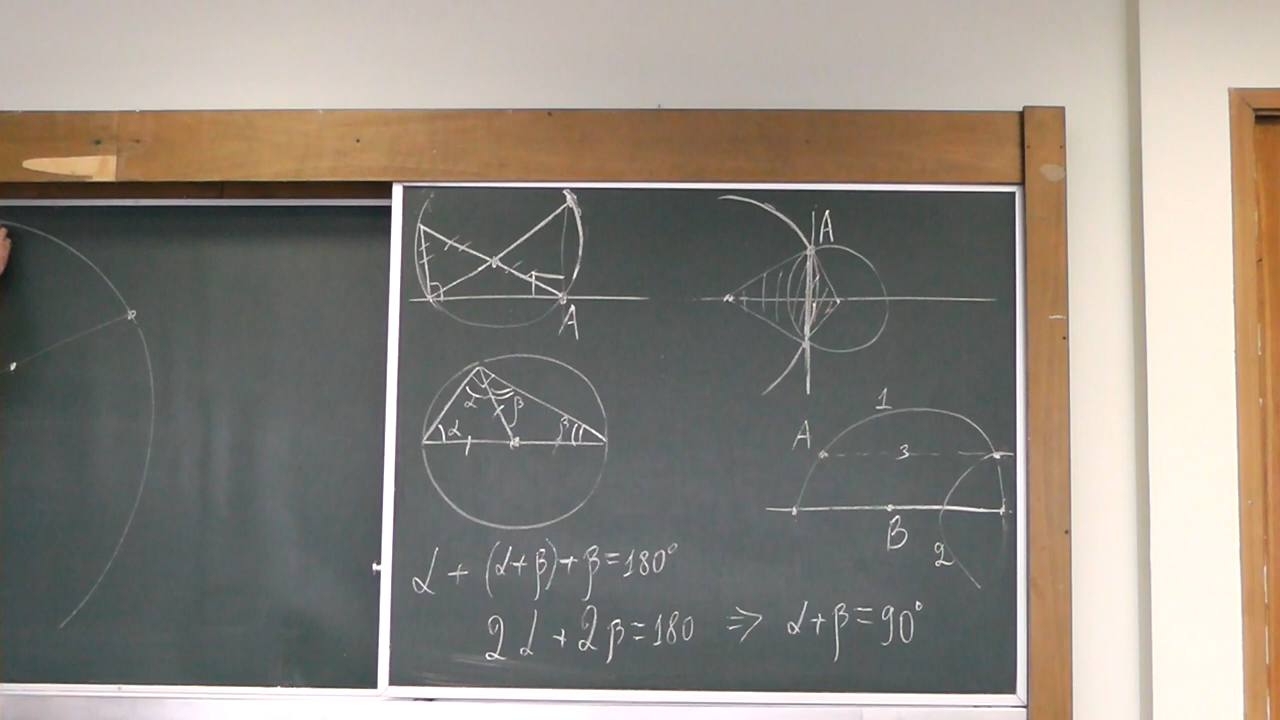 A
A
α
β
α
β
1
A
3
B
2
α + (α+β) + β = 180°
2α + 2β = 180 ⇒ α+β = 90°